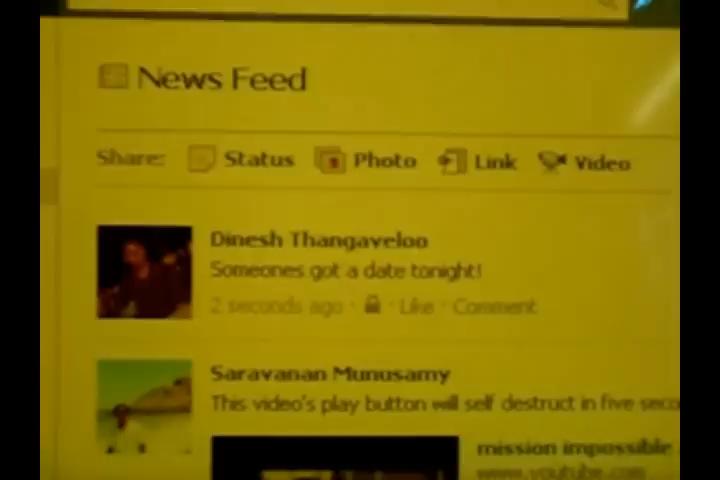 News Feed
Share: Status Photo Link Video
Dinesh Thangaveloo
Someones got a date tonight!
2 seconds ago · Like · Comment
Saravanan Munusamy
This video's play button will self destruct in five seco
mission impossible
www.youtube.com